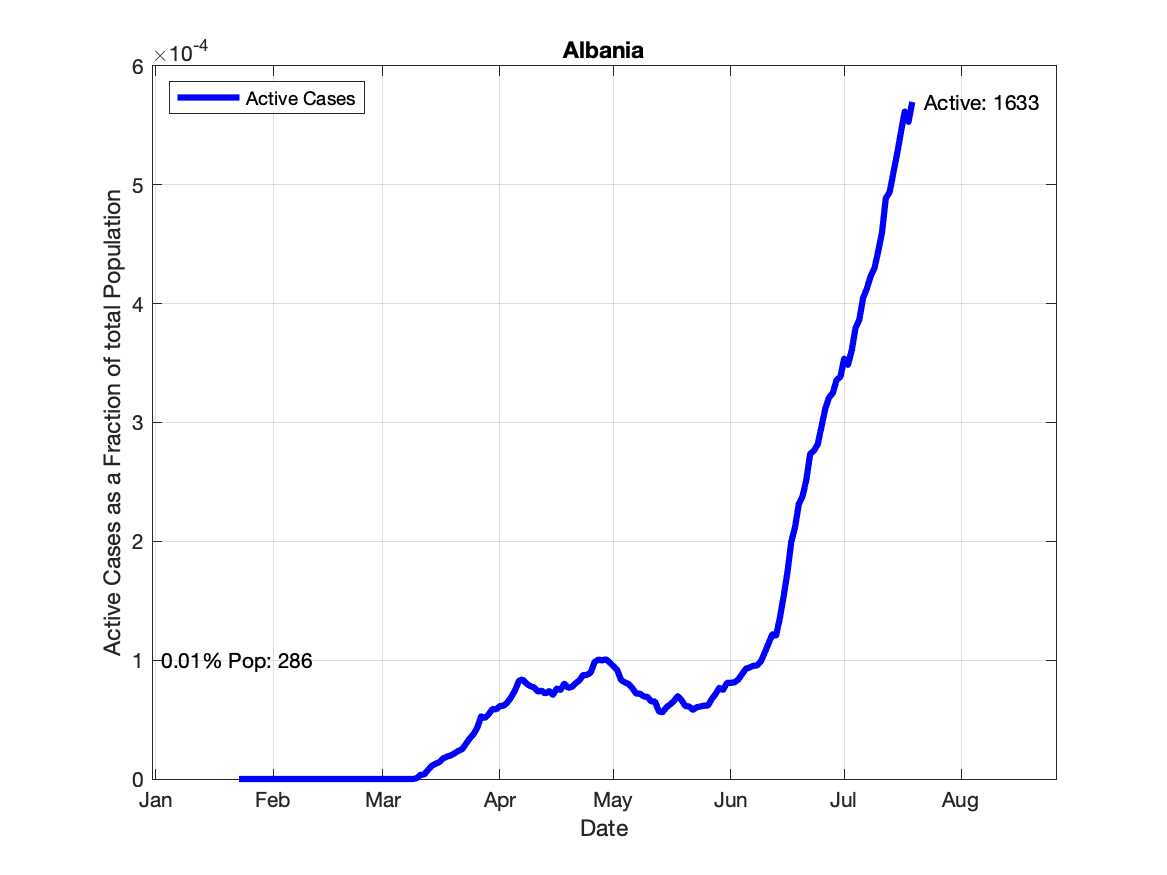 Albania
×10-4
Active Cases
Active: 1633
6
5
4
3
2
1
0
0.01% Pop: 286
Active Cases as a Fraction of total Population
Jan Feb Mar Apr May Jun Jul Aug
Date